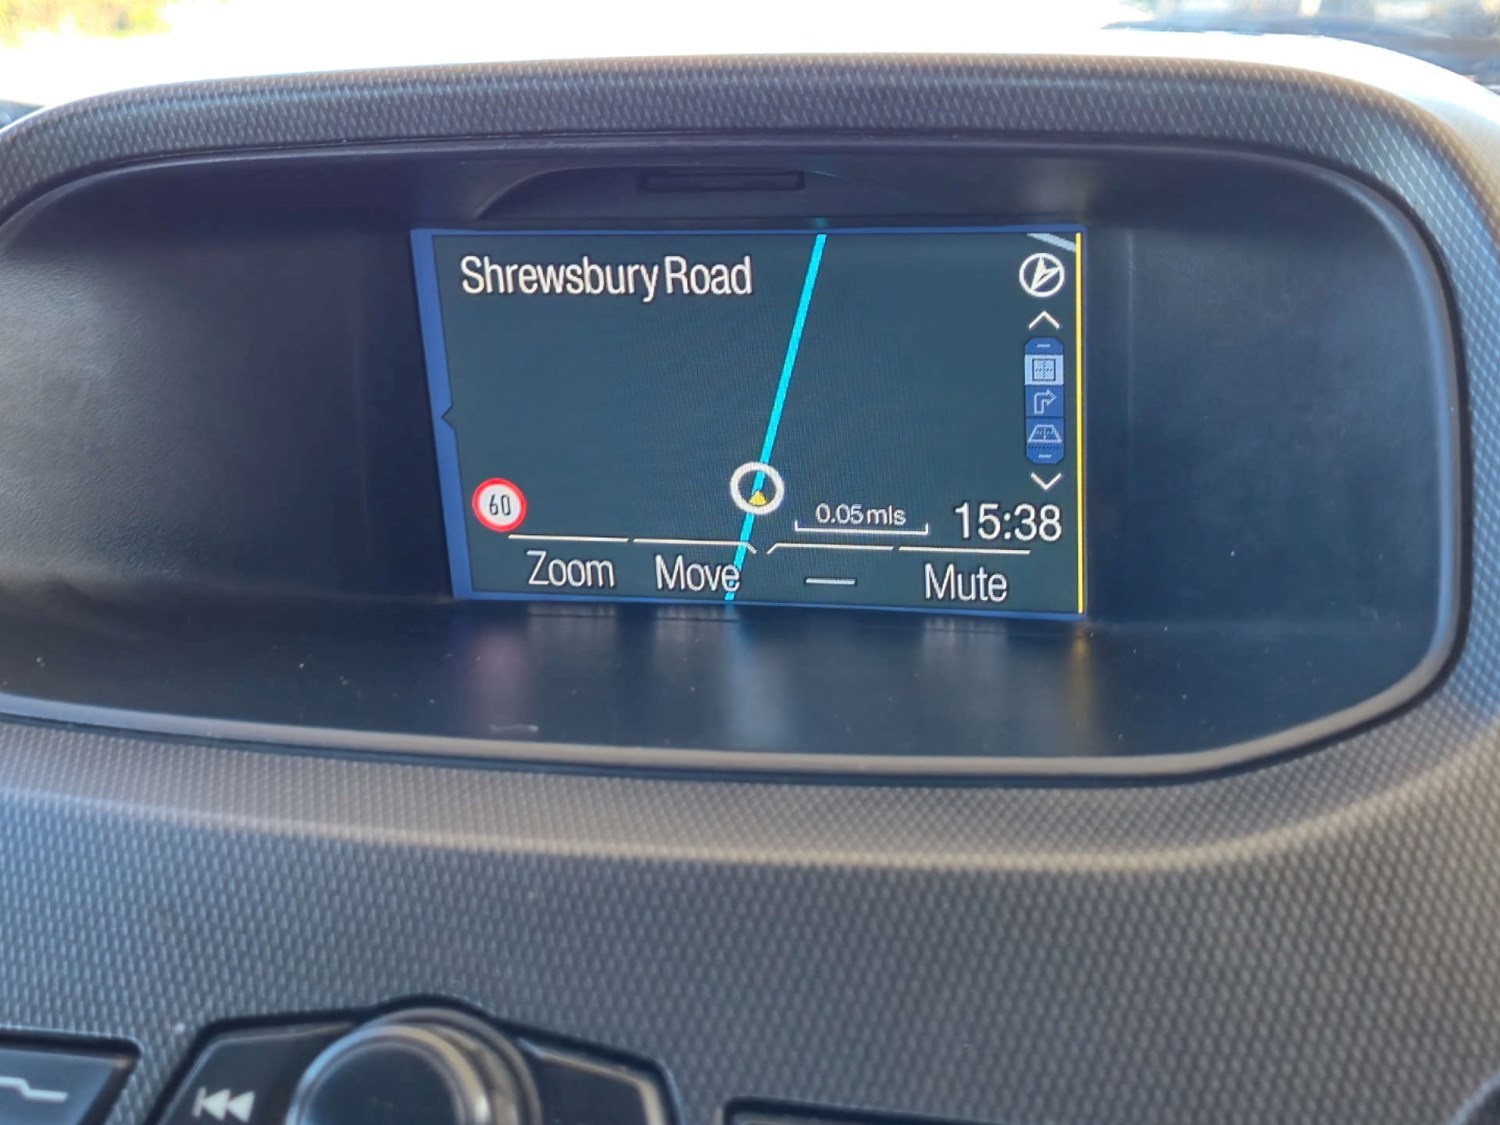 Shrewsbury Road
60
0.05 mls
15:38
Zoom Move Mute